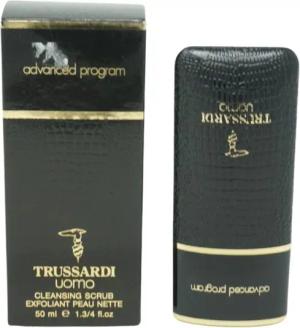 advanced program
TRUSSARDI
uomo
CLEANSING SCRUB
EXFOLIANT PEAU NETTE
50 ml e 1.3/4 fl.oz
TRUSSARDI
uomo
advanced program